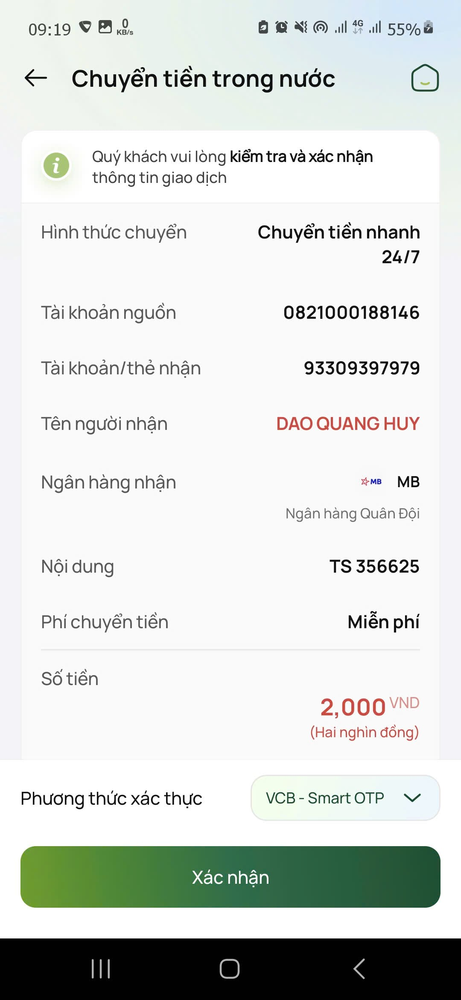 09:19
0
KB/s
4G
55%
Chuyển tiền trong nước
Quý khách vui lòng kiểm tra và xác nhận
thông tin giao dịch
Hình thức chuyển
Chuyển tiền nhanh
24/7
Tài khoản nguồn
0821000188146
Tài khoản/thẻ nhận
93309397979
Tên người nhận
DAO QUANG HUY
Ngân hàng nhận
MB MB
Ngân hàng Quân Đội
Nội dung
TS 356625
Phí chuyển tiền
Miễn phí
Số tiền
2,000 VND
(Hai nghìn đồng)
Phương thức xác thực
VCB - Smart OTP
Xác nhận